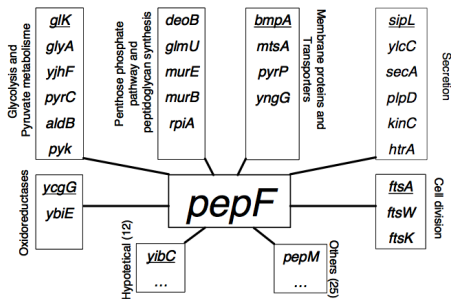 Glycolysis and
Pyruvate metabolisme
glK
glyA
yjhF
pyrC
aldB
pyk
Penthose phosphate
pathway and
peptidoglycan synthesis
deoB
glmU
murE
murB
rpiA
bmpA
mtsA
pyrP
yngG
Membrane proteins and
Transporters
sipL
ylcC
secA
plpD
kinC
htrA
Secretion
Oxidoreductases
ycgG
ybiE
pepF
ftsA
ftsW
ftsK
Cell division
Hypotetical (12)
yibC
...
pepM
...
Others (25)